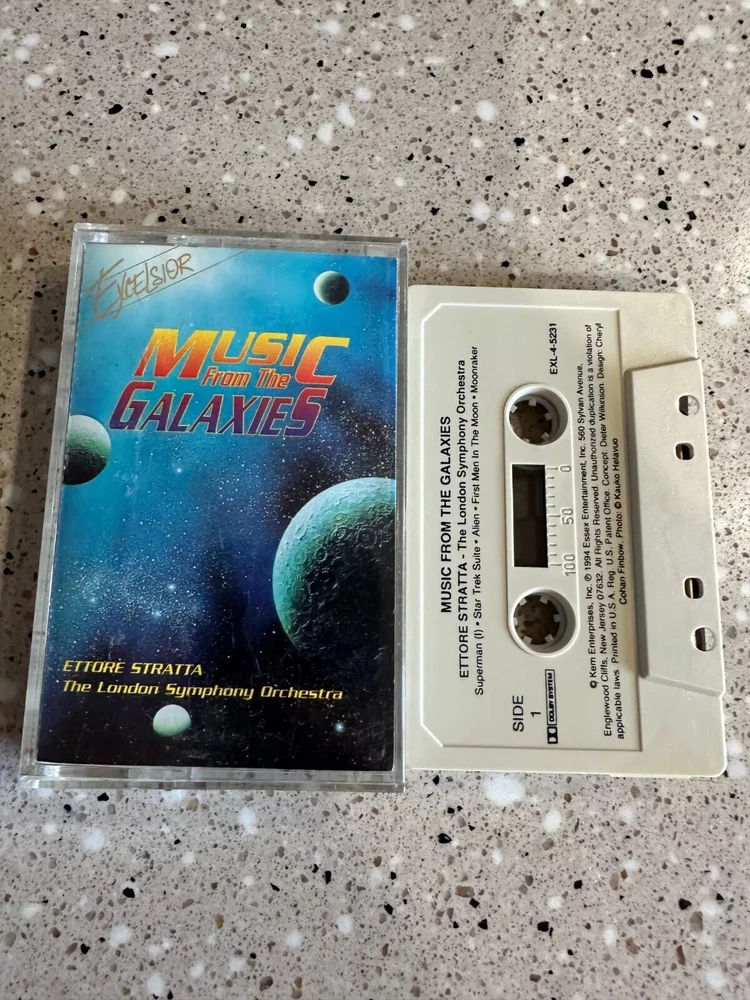 EXCELSIOR
MUSIC
From The
GALAXIES
ETTORE STRATTA
The London Symphony Orchestra
MUSIC FROM THE GALAXIES
ETTORE STRATTA - The London Symphony Orchestra
Superman (I) • Star Trek Suite • Alien • First Men In The Moon • Moonraker
EXL-4-5231
100 50 0
SIDE
1
DOLBY SYSTEM
© Kem Enterprises, Inc. ℗ 1994 Essex Entertainment, Inc. 560 Sylvan Avenue,
Englewood Cliffs, New Jersey 07632. All Rights Reserved. Unauthorized duplication is a violation of
applicable laws. Printed in U.S.A. Reg. U.S. Patent Office. Concept: Dieter Wilkinson. Design: Cheryl
Cohan Finbow. Photo: © Kauko Helavuo